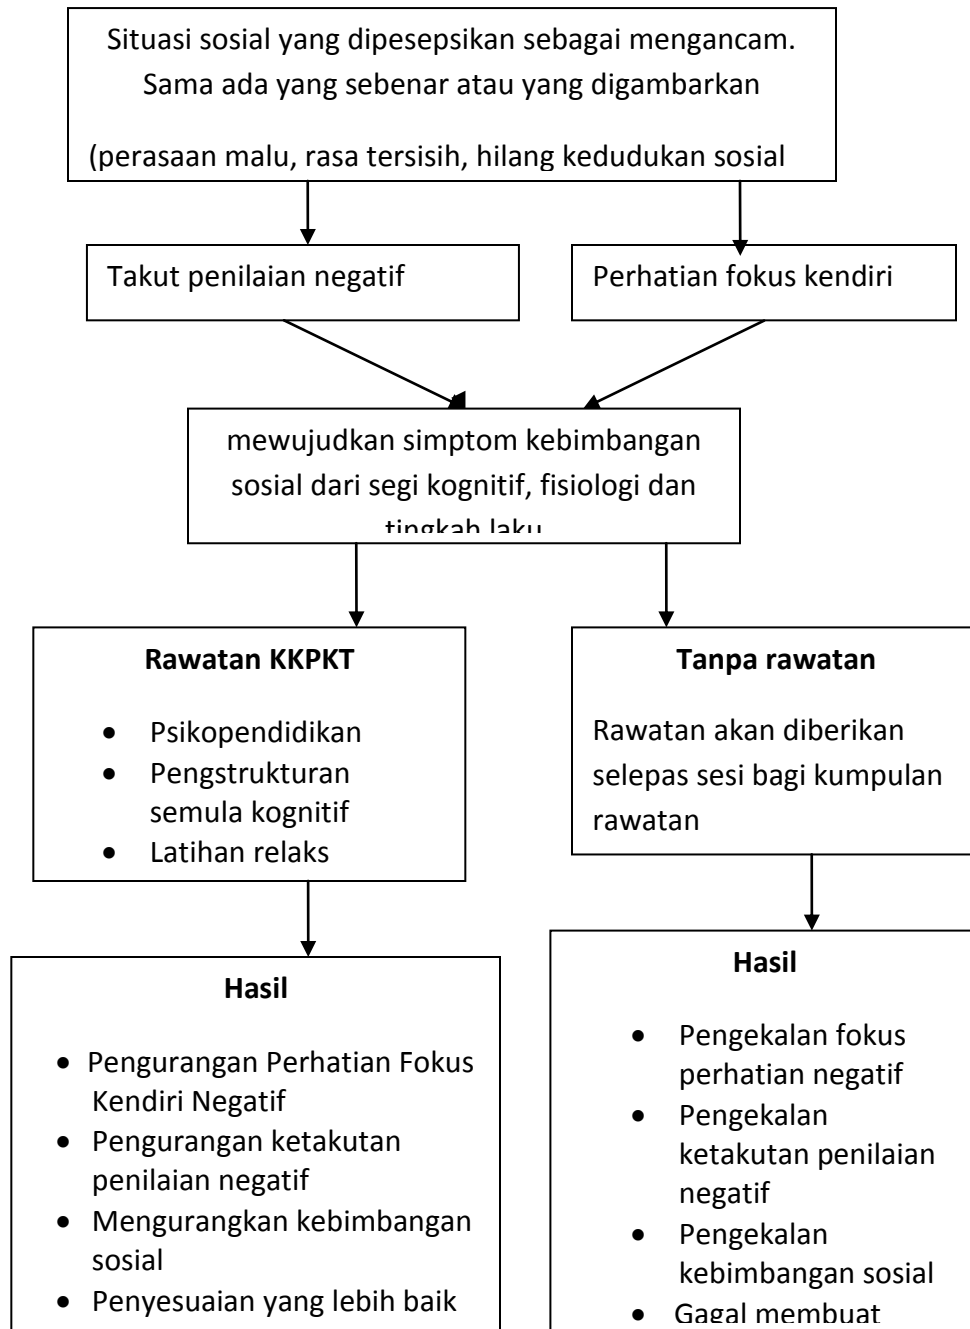 Situasi sosial yang dipesepsikan sebagai mengancam.
Sama ada yang sebenar atau yang digambarkan
(perasaan malu, rasa tersisih, hilang kedudukan sosial
Takut penilaian negatif
Perhatian fokus kendiri
mewujudkan simptom kebimbangan
sosial dari segi kognitif, fisiologi dan
tingkah laku
Rawatan KKPKT
• Psikopendidikan
• Pengstrukturan
semula kognitif
• Latihan relaks
Tanpa rawatan
Rawatan akan diberikan
selepas sesi bagi kumpulan
rawatan
Hasil
• Pengurangan Perhatian Fokus
Kendiri Negatif
• Pengurangan ketakutan
penilaian negatif
• Mengurangkan kebimbangan
sosial
• Penyesuaian yang lebih baik
Hasil
• Pengekalan fokus
perhatian negatif
• Pengekalan
ketakutan penilaian
negatif
• Pengekalan
kebimbangan sosial
• Gagal membuat